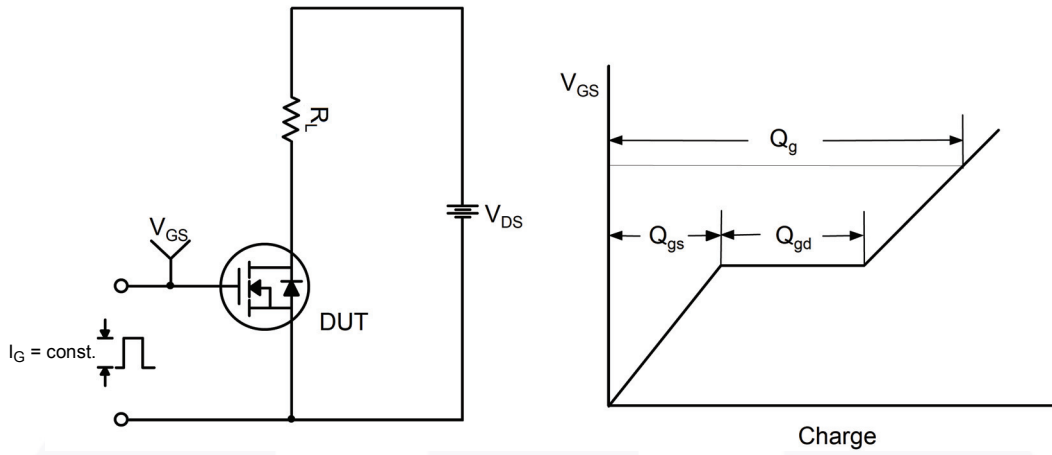 R_L
V_GS
V_DS
DUT
I_G = const.
V_GS
Q_g
Q_gs
Q_gd
Charge